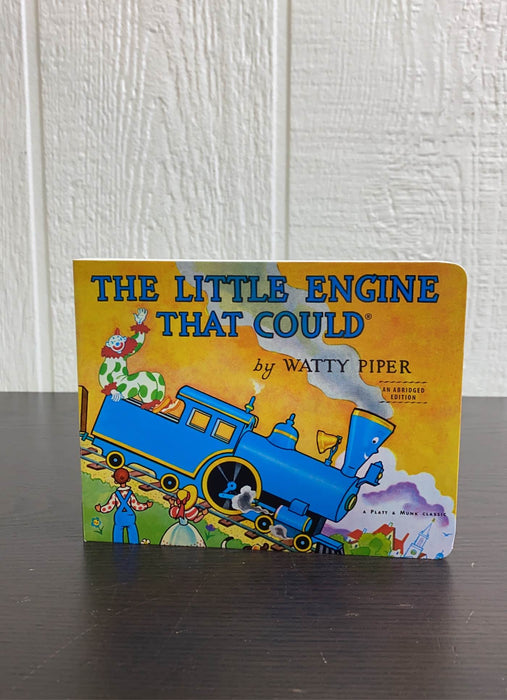 THE LITTLE ENGINE
THAT COULD®
by WATTY PIPER
AN ABRIDGED
EDITION
A PLATT & MUNK CLASSIC